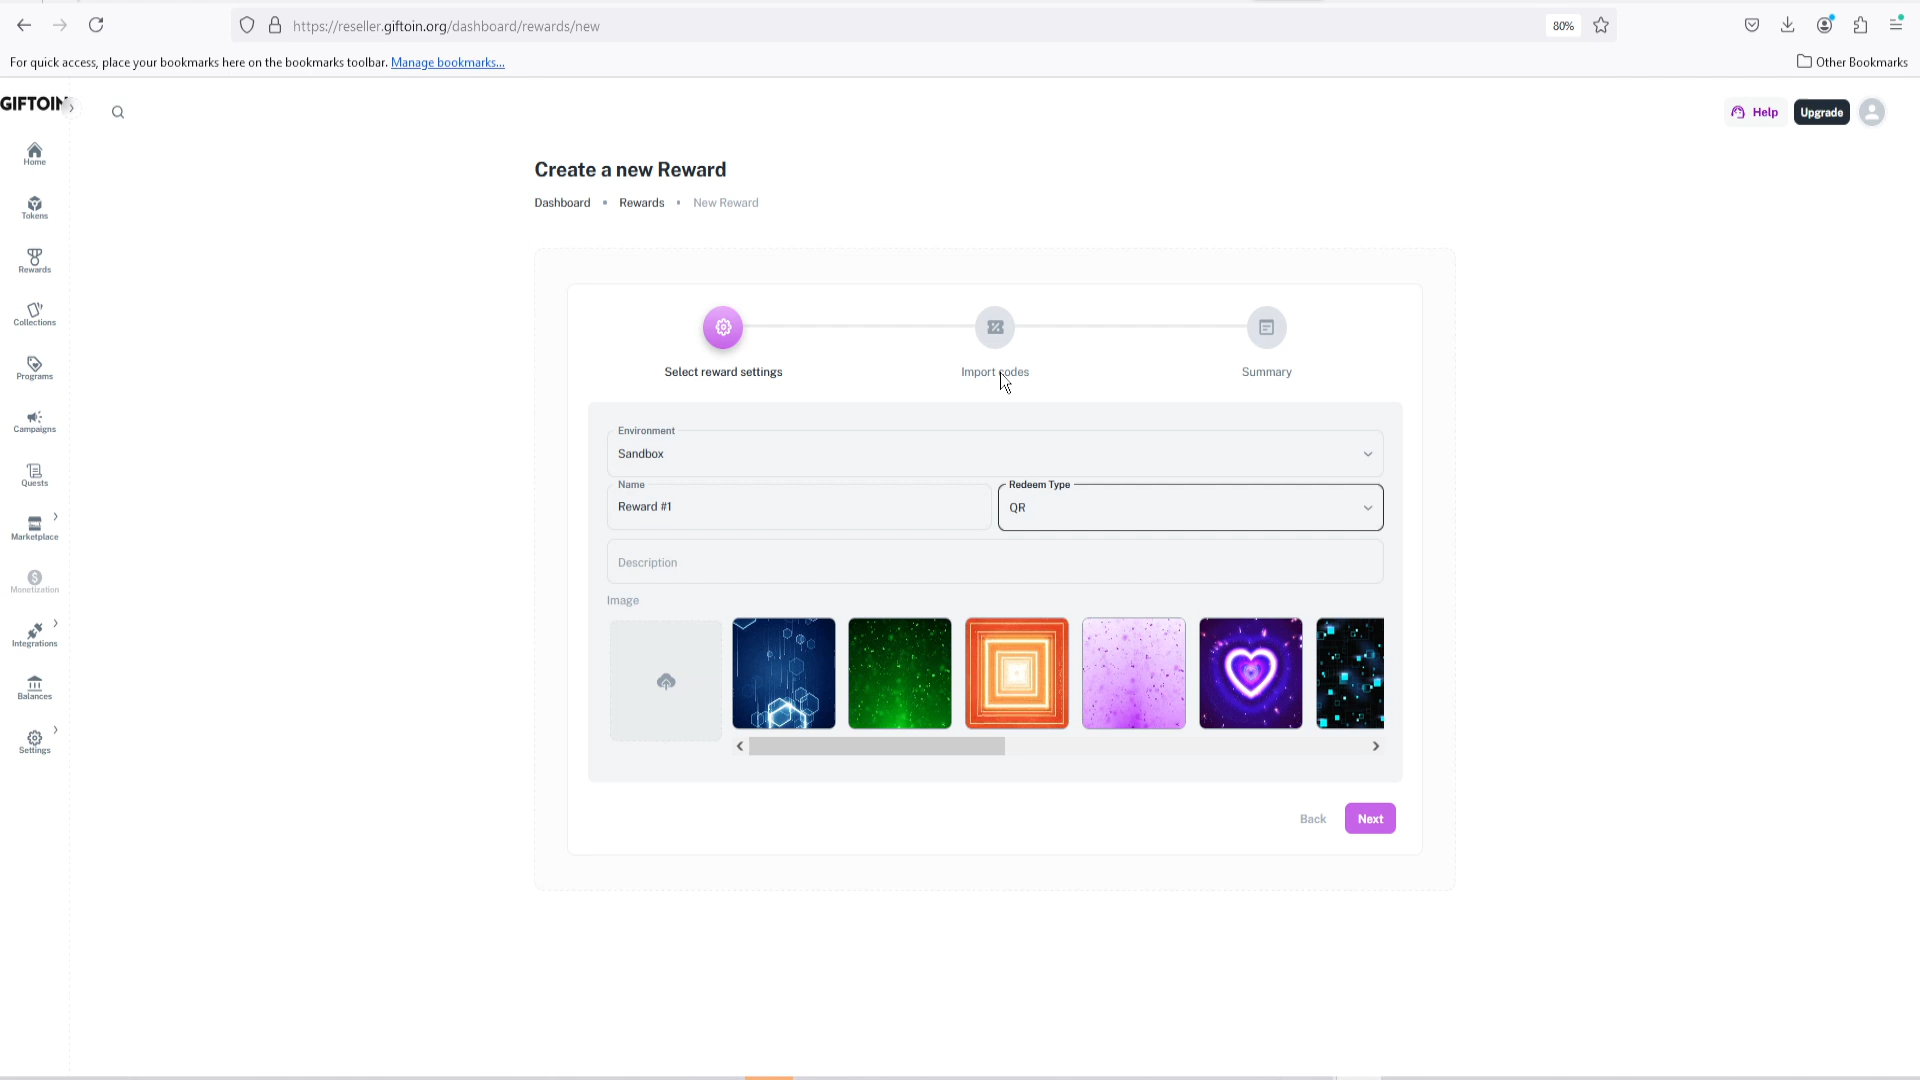 https://reseller.giftoin.org/dashboard/rewards/new
80%
For quick access, place your bookmarks here on the bookmarks toolbar. Manage bookmarks...
Other Bookmarks
GIFTOIN
Help
Upgrade
Home
Tokens
Rewards
Collections
Programs
Campaigns
Quests
Marketplace
Monetization
Integrations
Balances
Settings
Create a new Reward
Dashboard • Rewards • New Reward
Select reward settings
Import codes
Summary
Environment
Sandbox
Name
Reward #1
Redeem Type
QR
Description
Image
Back
Next